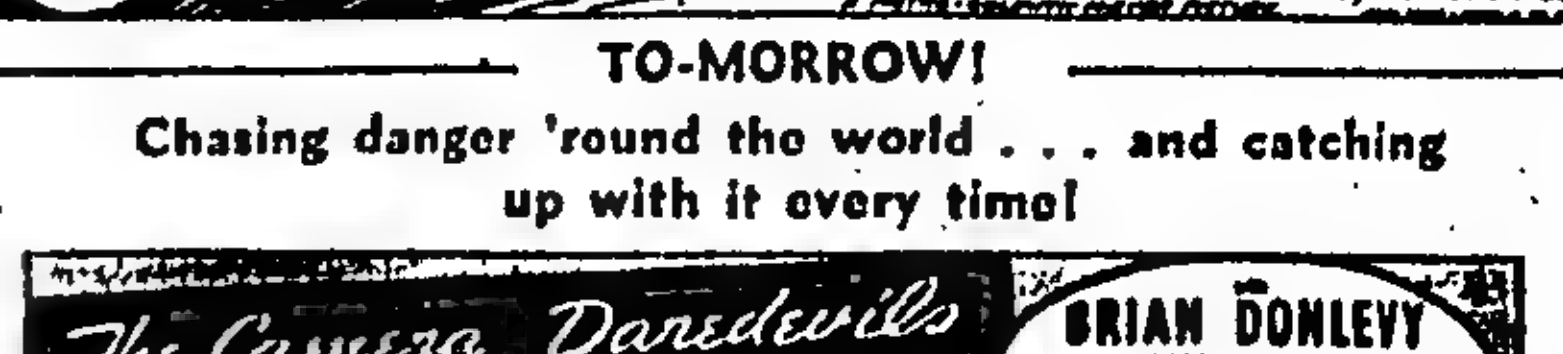 TO-MORROW!
Chasing danger 'round the world . . . and catching
up with it every time!
The Camera Daredevils
BRIAN DONLEVY